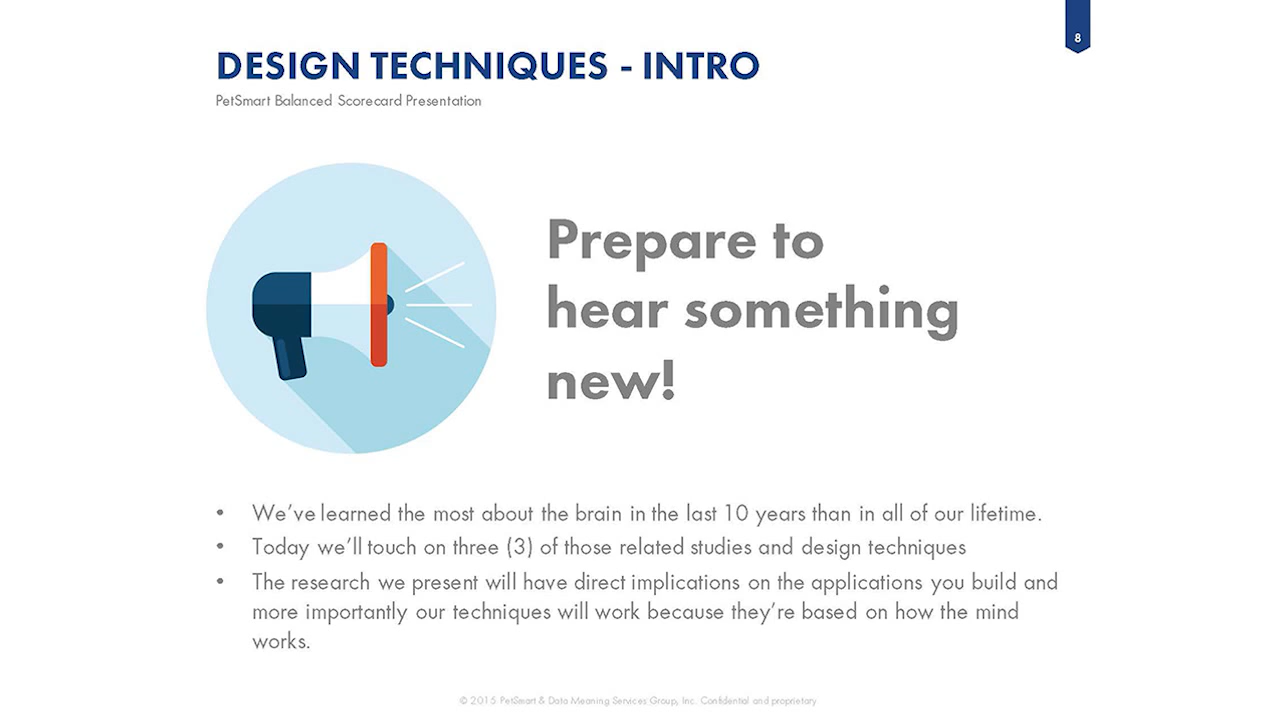 8
DESIGN TECHNIQUES - INTRO
PetSmart Balanced Scorecard Presentation
Prepare to
hear something
new!
• We've learned the most about the brain in the last 10 years than in all of our lifetime.
• Today we'll touch on three (3) of those related studies and design techniques
• The research we present will have direct implications on the applications you build and
more importantly our techniques will work because they're based on how the mind
works.
© 2015 PetSmart & Data Meaning Services Group, Inc. Confidential and proprietary